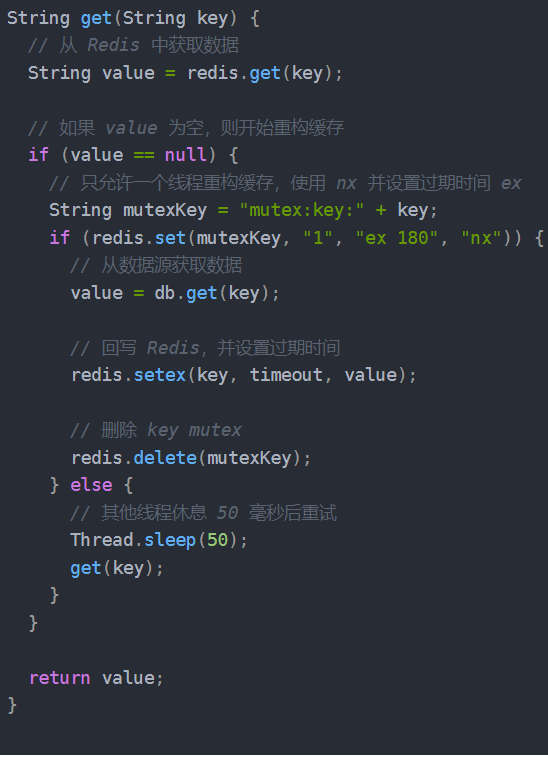 String get(String key) {
// 从 Redis 中获取数据
String value = redis.get(key);
// 如果 value 为空，则开始重构缓存
if (value == null) {
// 只允许一个线程重构缓存，使用 nx 并设置过期时间 ex
String mutexKey = "mutex:key:" + key;
if (redis.set(mutexKey, "1", "ex 180", "nx")) {
// 从数据源获取数据
value = db.get(key);
// 回写 Redis，并设置过期时间
redis.setex(key, timeout, value);
// 删除 key mutex
redis.delete(mutexKey);
} else {
// 其他线程休息 50 毫秒后重试
Thread.sleep(50);
get(key);
}
}
return value;
}